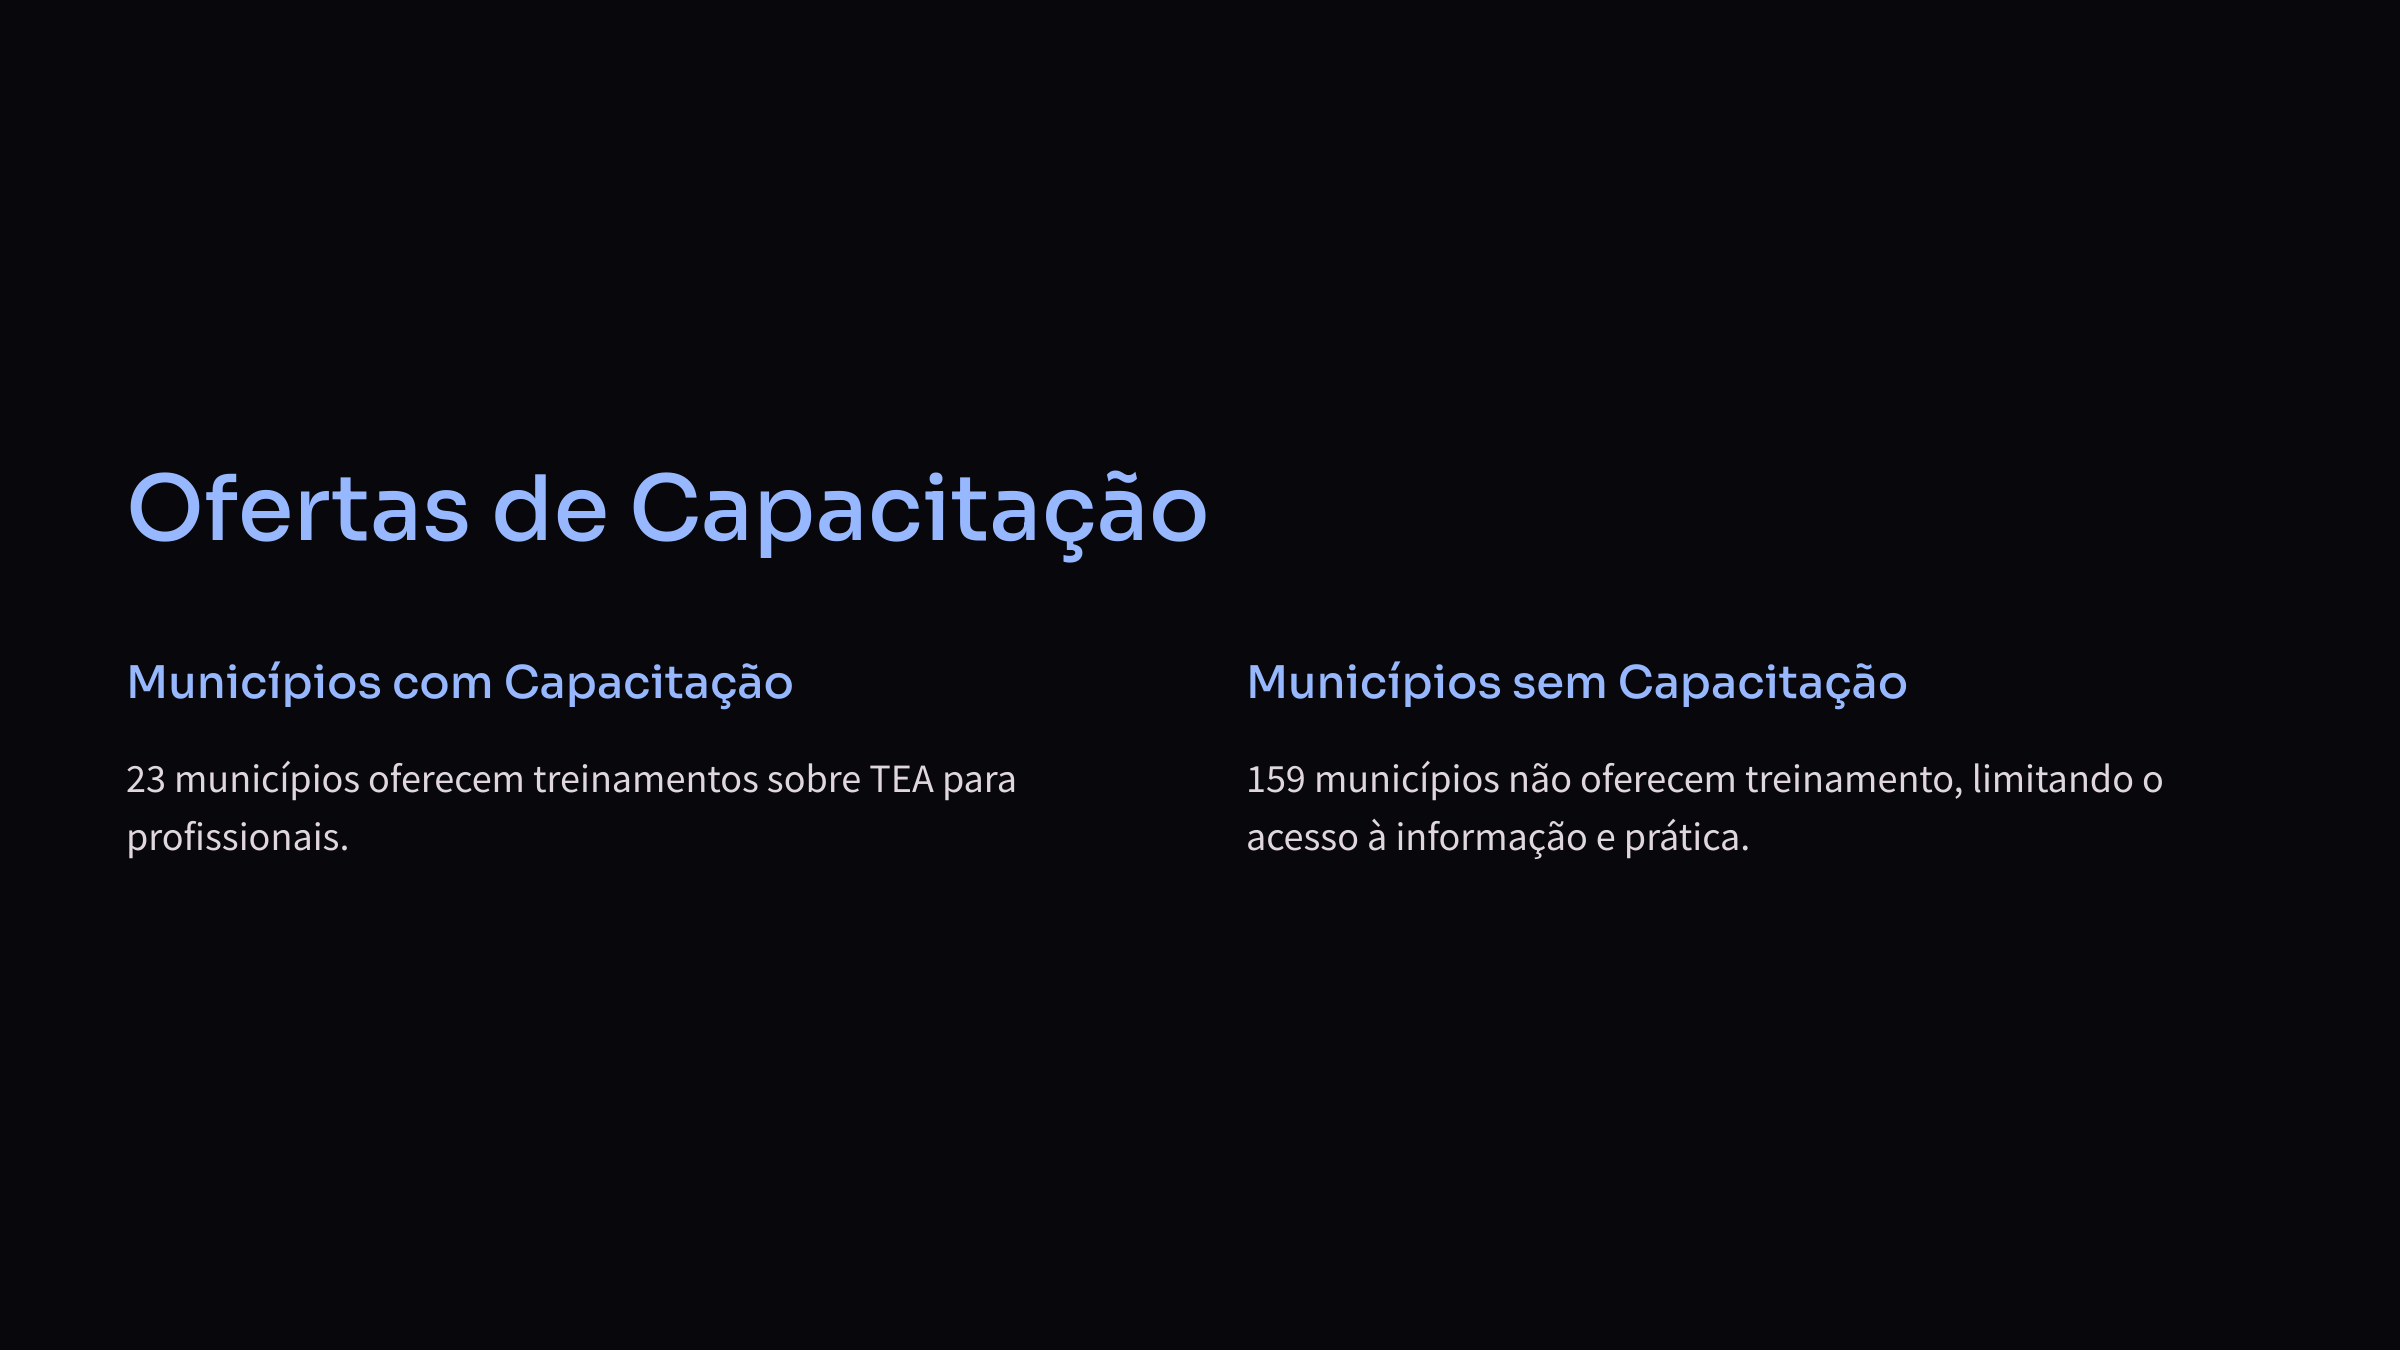 Ofertas de Capacitação
Municípios com Capacitação
23 municípios oferecem treinamentos sobre TEA para
profissionais.
Municípios sem Capacitação
159 municípios não oferecem treinamento, limitando o
acesso à informação e prática.